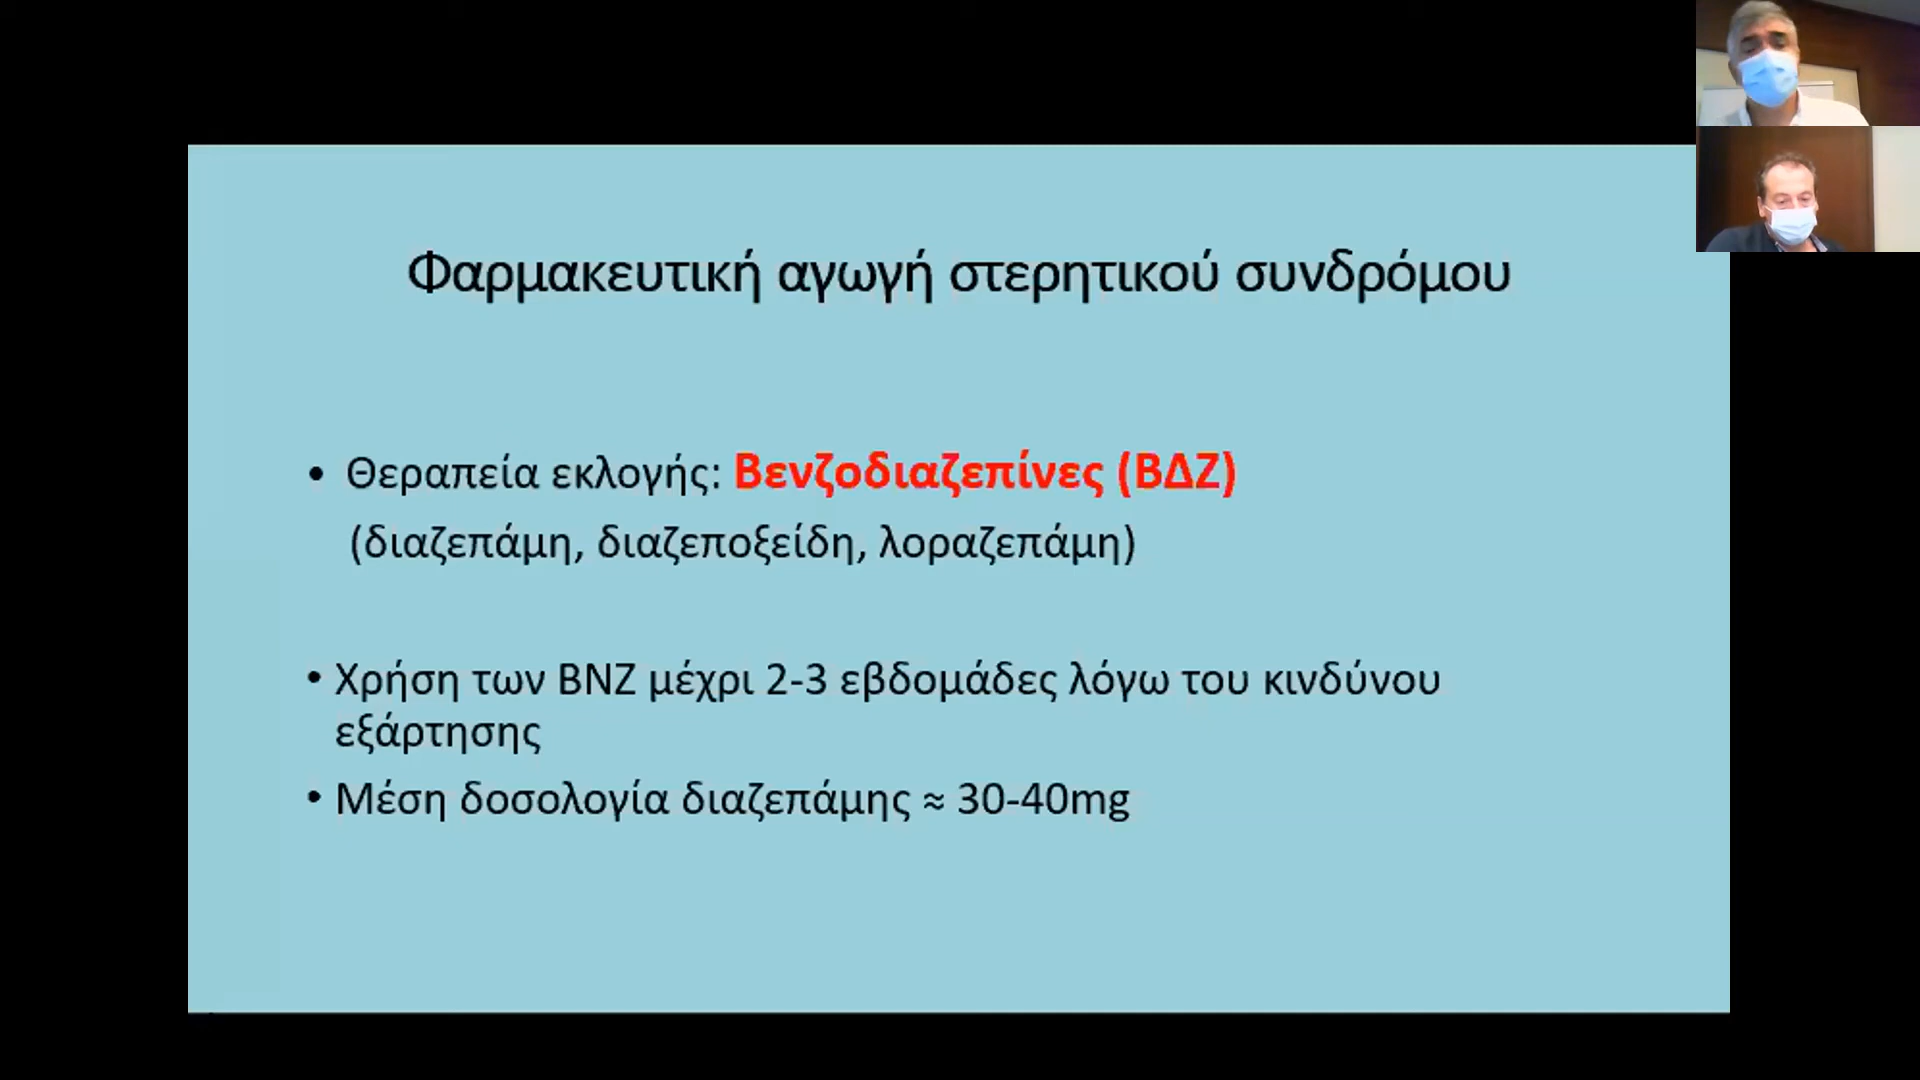 Φαρμακευτική αγωγή στερητικού συνδρόμου
• Θεραπεία εκλογής: Βενζοδιαζεπίνες (ΒΔΖ)
(διαζεπάμη, διαζεποξείδη, λοραζεπάμη)
• Χρήση των ΒΝΖ μέχρι 2-3 εβδομάδες λόγω του κινδύνου
εξάρτησης
• Μέση δοσολογία διαζεπάμης ≈ 30-40mg